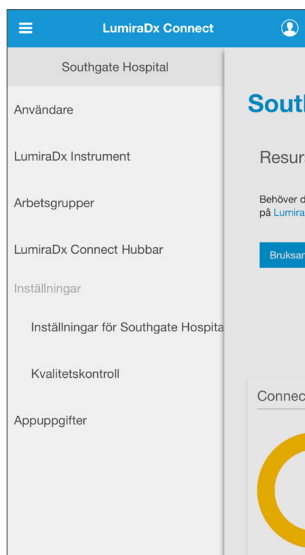 LumiraDx Connect
Southgate Hospital
Användare
LumiraDx Instrument
Arbetsgrupper
LumiraDx Connect Hubbar
Inställningar
Inställningar för Southgate Hospita
Kvalitetskontroll
Appuppgifter
South
Resur
Behöver d
på Lumira
Bruksan
Connec